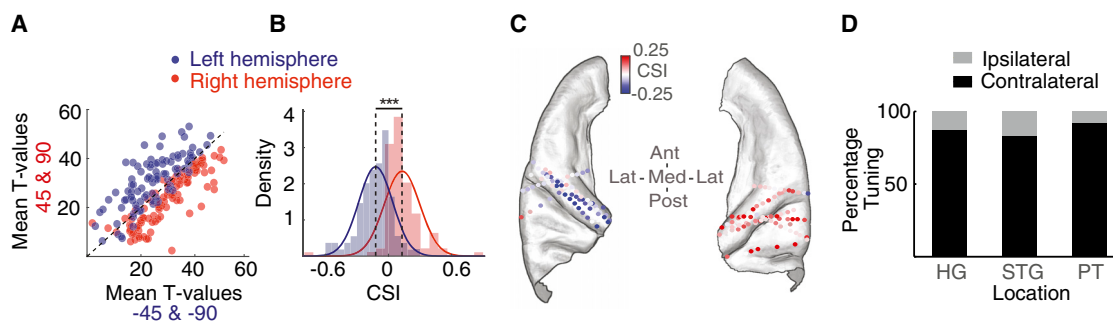 A
B
C
D
Left hemisphere
Right hemisphere
Mean T-values
45 & 90
60
40
20
20
40
60
Mean T-values
-45 & -90
Density
4
3
2
1
***
-0.6
0
0.6
CSI
0.25
CSI
-0.25
Ant
Lat - Med - Lat
Post
Ipsilateral
Contralateral
Percentage
Tuning
100
50
HG
STG
PT
Location